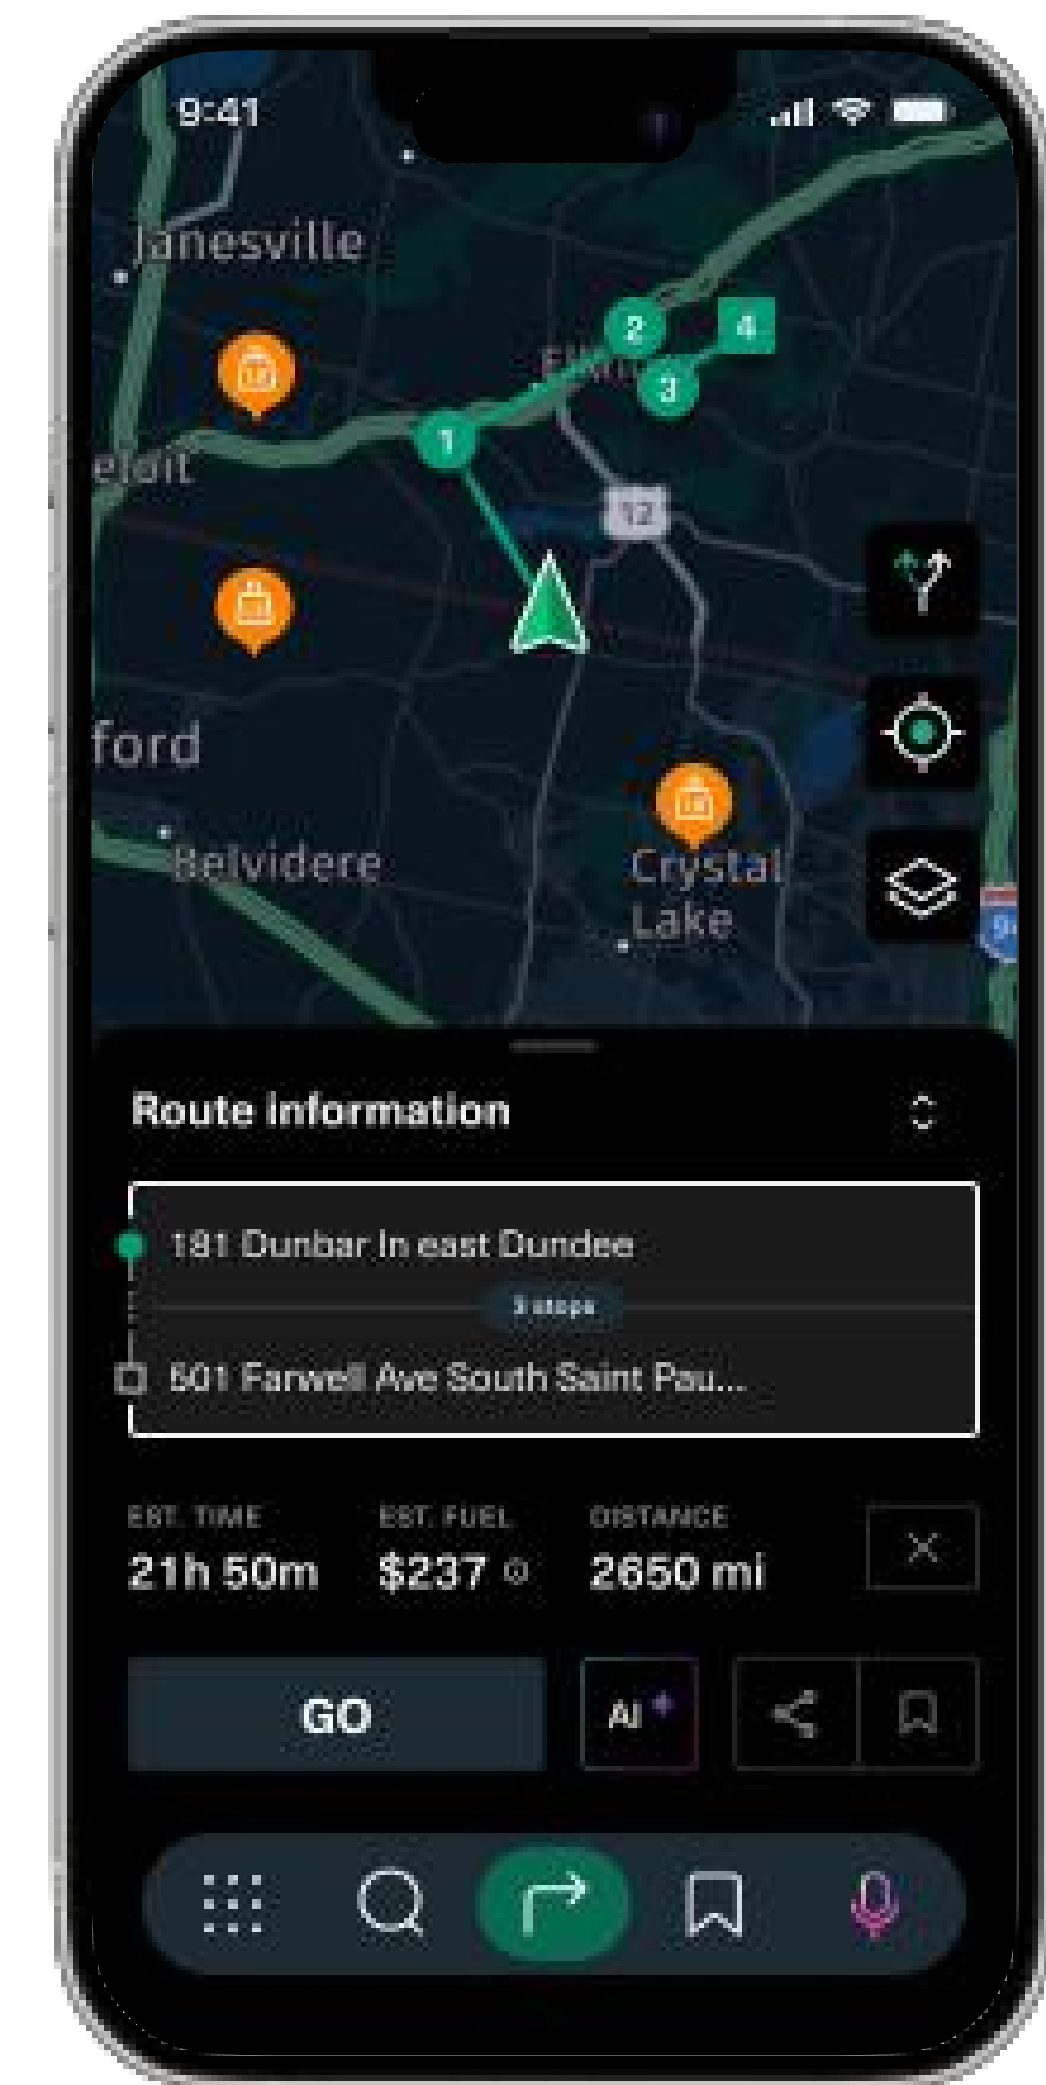 9:41
Janesville
2
4
3
1
eloit
12
ford
Belvidere
Crystal
Lake
Route information
181 Dunbar ln east Dundee
3 stops
501 Farwell Ave South Saint Pau...
EST. TIME
EST. FUEL
DISTANCE
21h 50m
$237
2650 mi
GO
AI